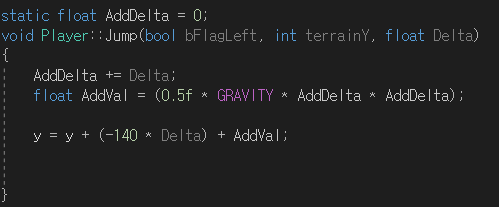 static float AddDelta = 0;
void Player::Jump(bool bFlagLeft, int terrainY, float Delta)
{
AddDelta += Delta;
float AddVal = (0.5f * GRAVITY * AddDelta * AddDelta);
y = y + (-140 * Delta) + AddVal;
}